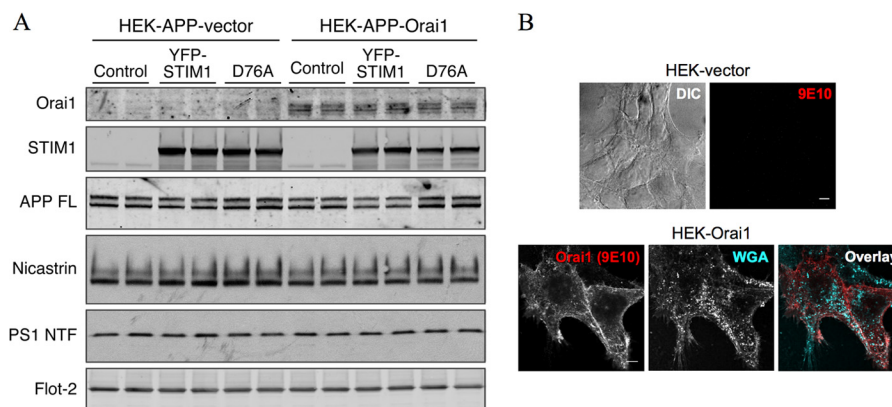 A
HEK-APP-vector HEK-APP-Orai1
Control YFP-STIM1 D76A Control YFP-STIM1 D76A
Orai1
STIM1
APP FL
Nicastrin
PS1 NTF
Flot-2
B
HEK-vector
DIC 9E10
HEK-Orai1
Orai1 (9E10) WGA Overlay